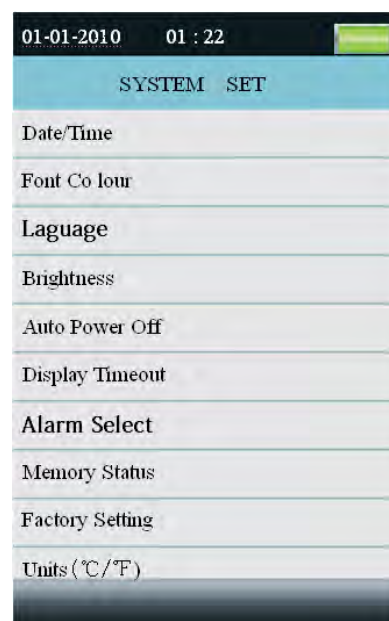 01-01-2010 01 : 22
SYSTEM SET
Date/Time
Font Co lour
Laguage
Brightness
Auto Power Off
Display Timeout
Alarm Select
Memory Status
Factory Setting
Units(℃/℉)